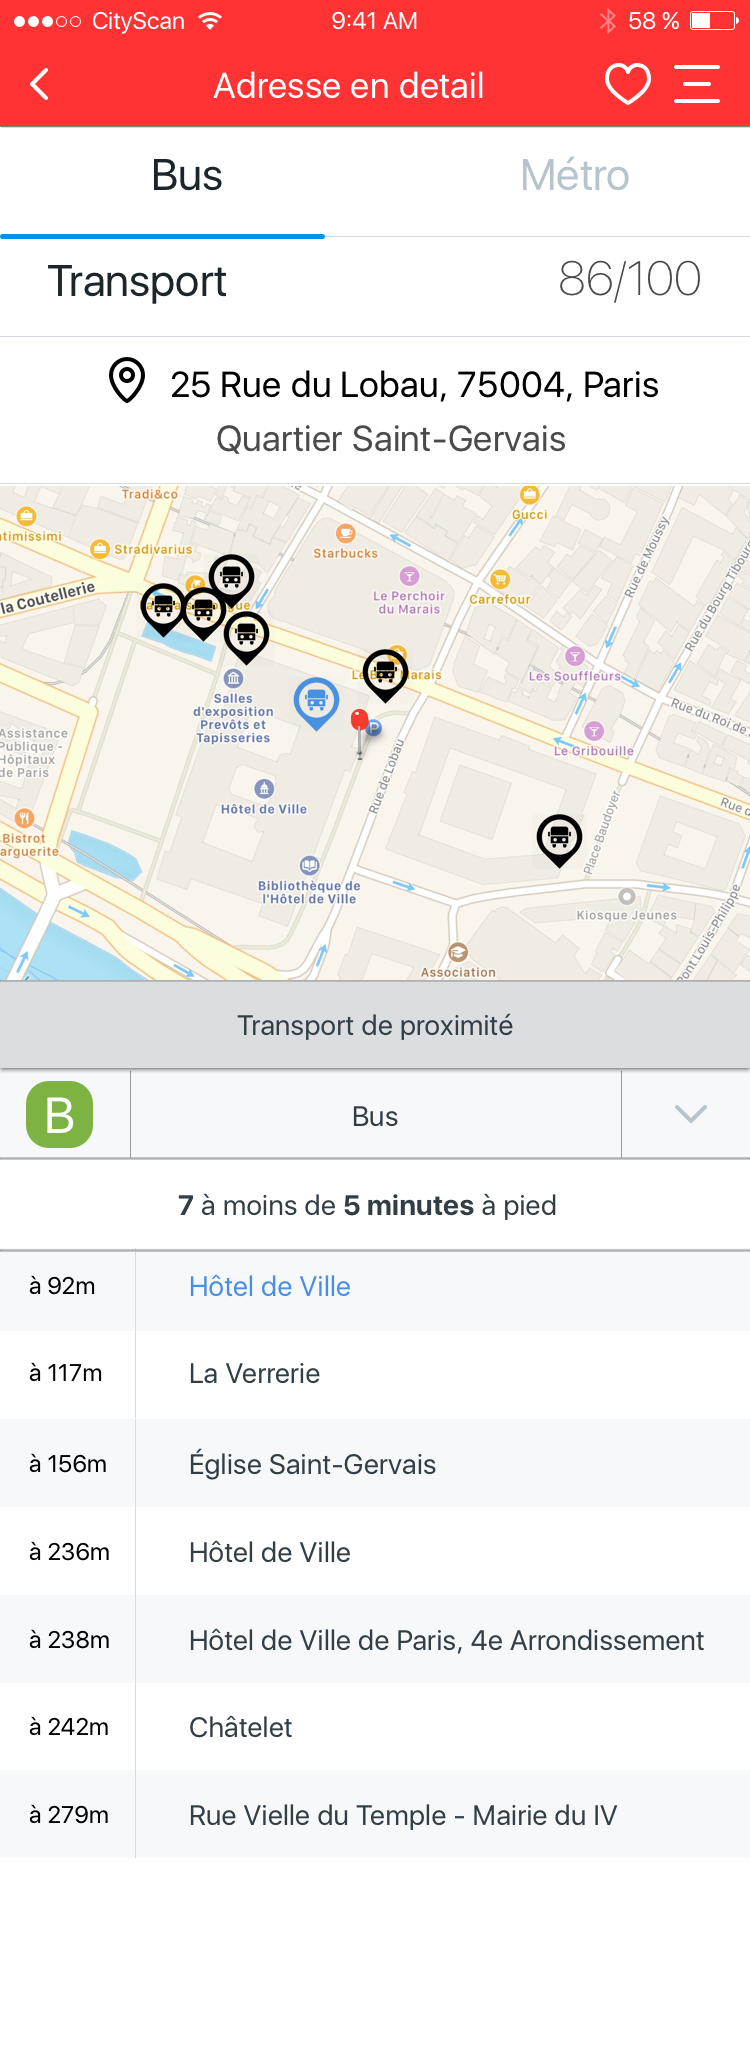 CityScan 9:41 AM 58 %
Adresse en detail
Bus Métro
Transport 86/100
25 Rue du Lobau, 75004, Paris
Quartier Saint-Gervais
Tradi&co
Gucci
timissimi
Stradivarius
Starbucks
Rue de Moussy
Rue du Bourg Tibou
la Coutellerie
Le Perchoir
du Marais
Carrefour
Les Souffleurs
Le B
arais
Salles
d'exposition
Prevôts et
Tapisseries
P
Rue du Roi de
Assistance
Publique -
Hôpitaux
de Paris
Le Gribouille
Rue de Lobau
Hôtel de Ville
Rue d
Place Baudoyer
Bistrot
arguerite
Bibliothèque de
l'Hôtel de Ville
Kiosque Jeunes
Pont Louis-Philippe
Association
Transport de proximité
B Bus
7 à moins de 5 minutes à pied
à 92m Hôtel de Ville
à 117m La Verrerie
à 156m Église Saint-Gervais
à 236m Hôtel de Ville
à 238m Hôtel de Ville de Paris, 4e Arrondissement
à 242m Châtelet
à 279m Rue Vielle du Temple - Mairie du IV